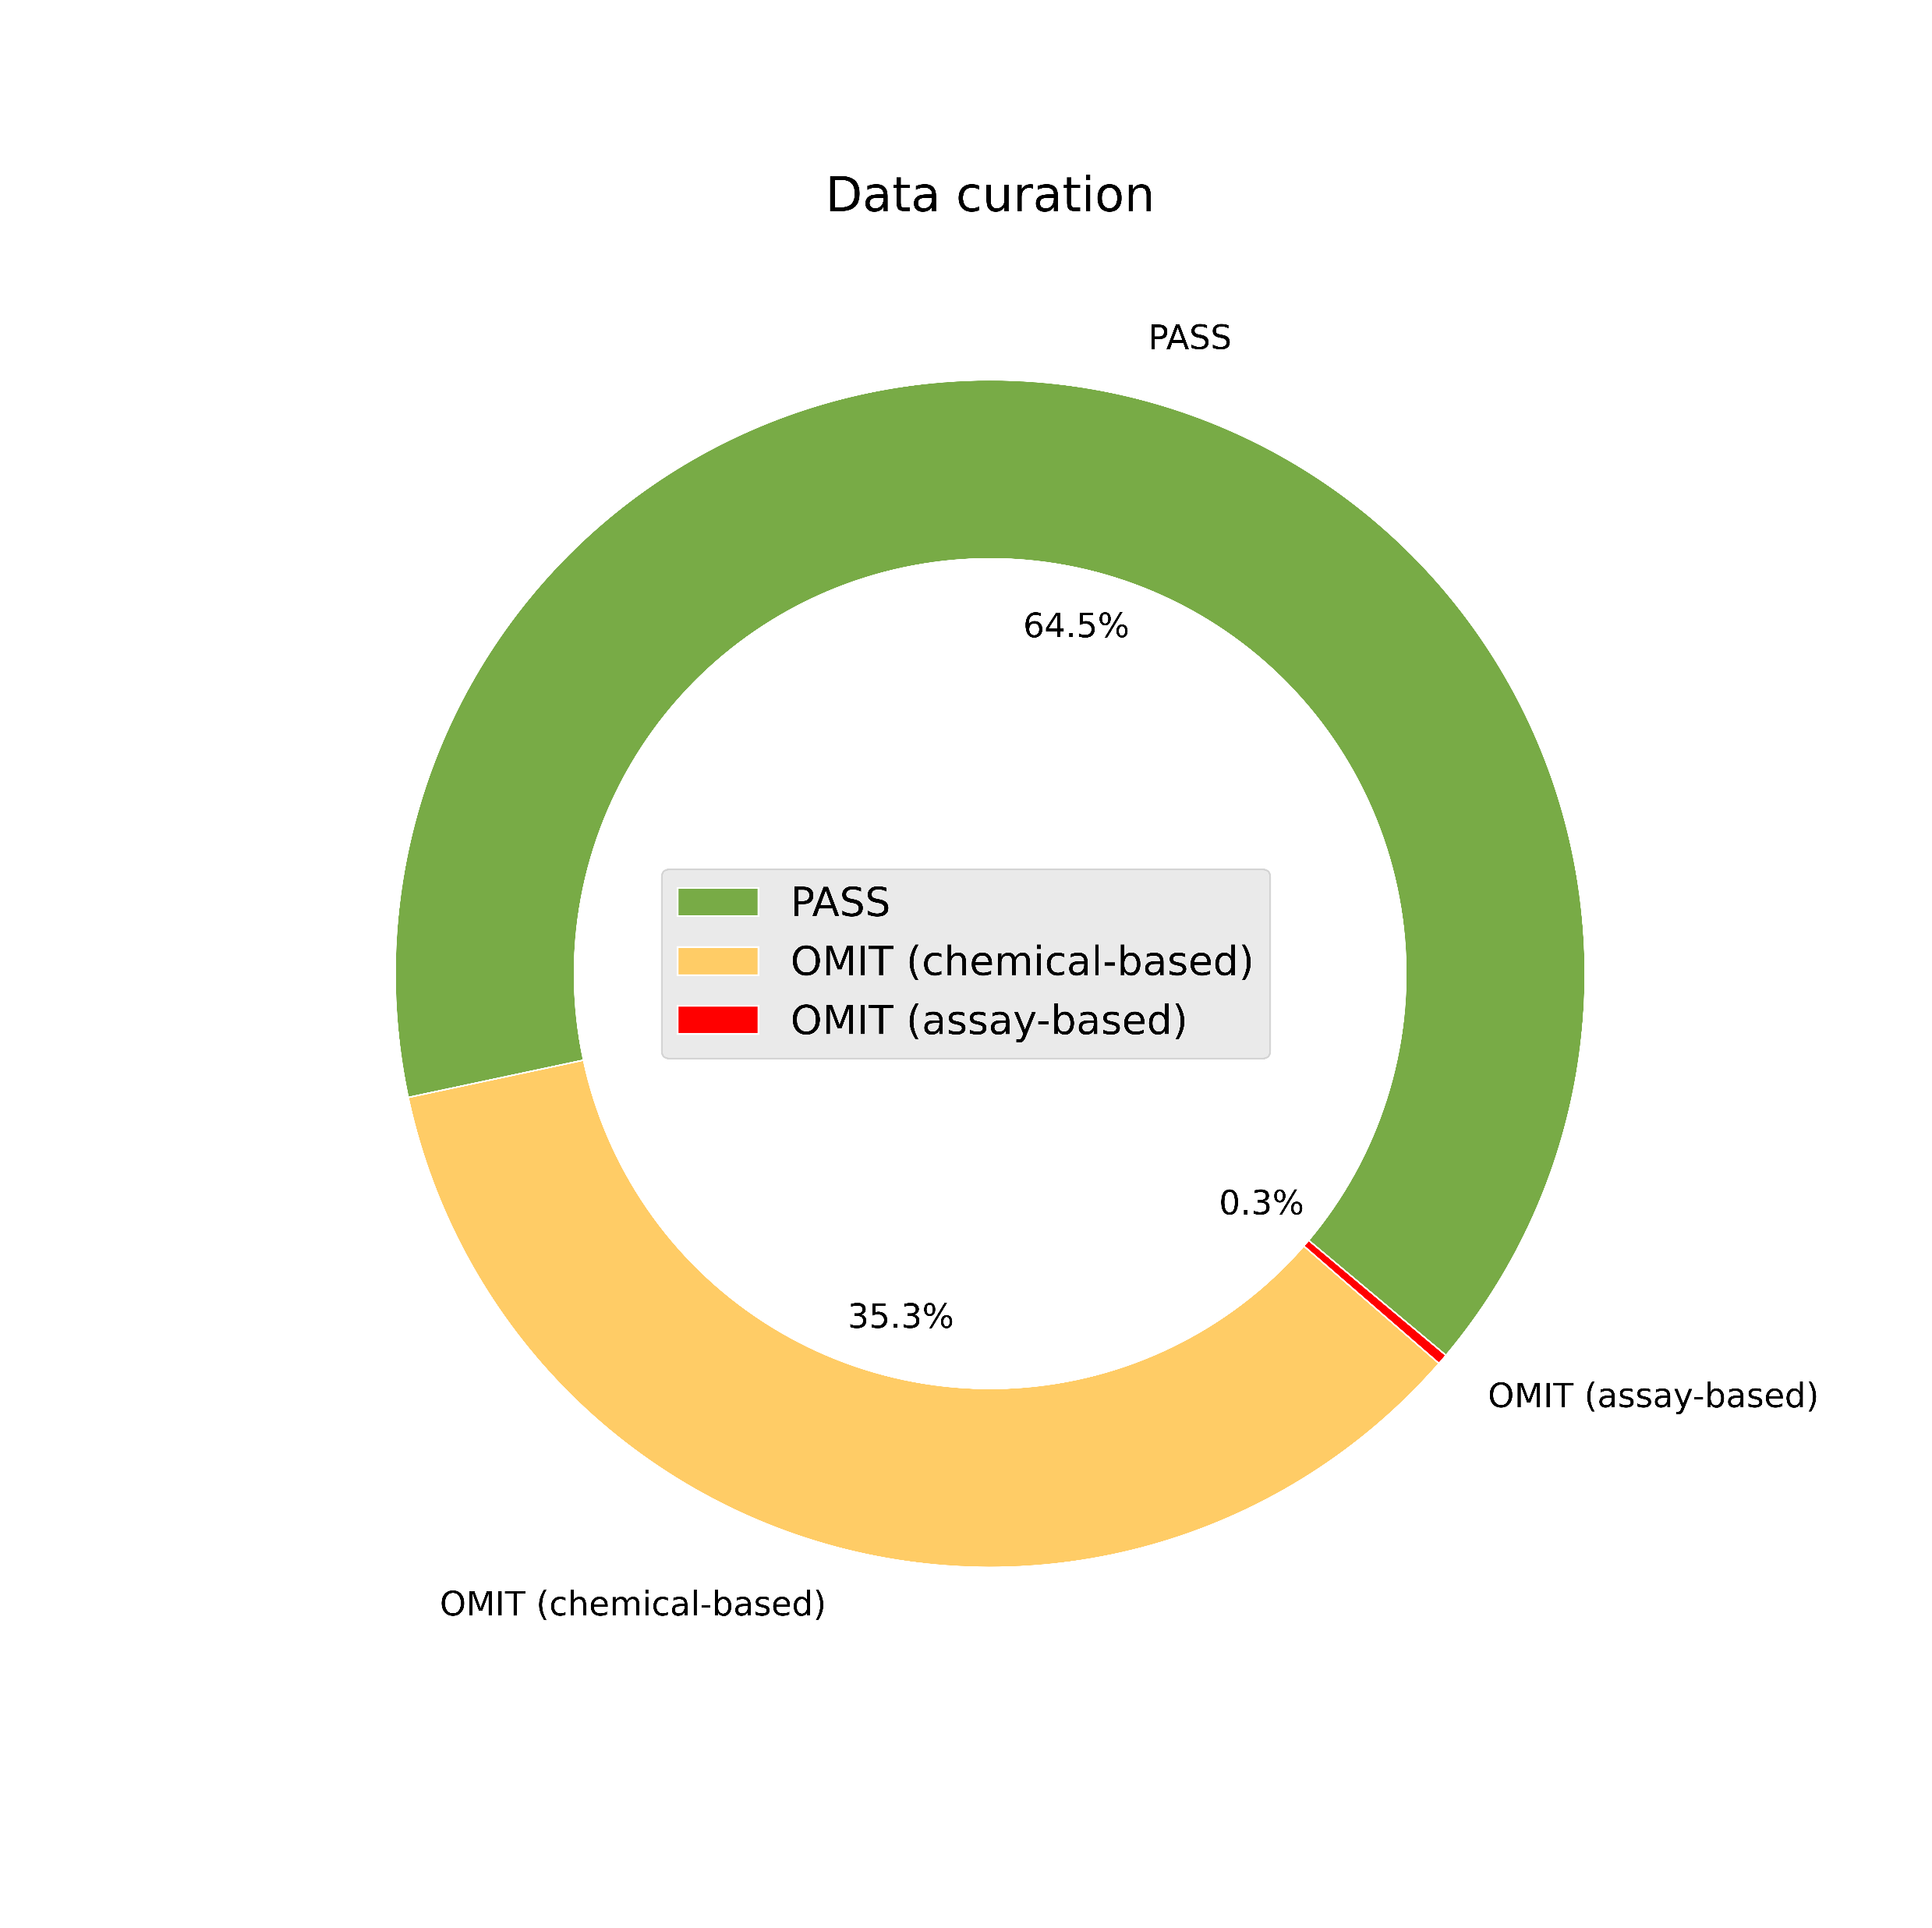 Data curation
PASS
64.5%
PASS
OMIT (chemical-based)
OMIT (assay-based)
0.3%
35.3%
OMIT (assay-based)
OMIT (chemical-based)